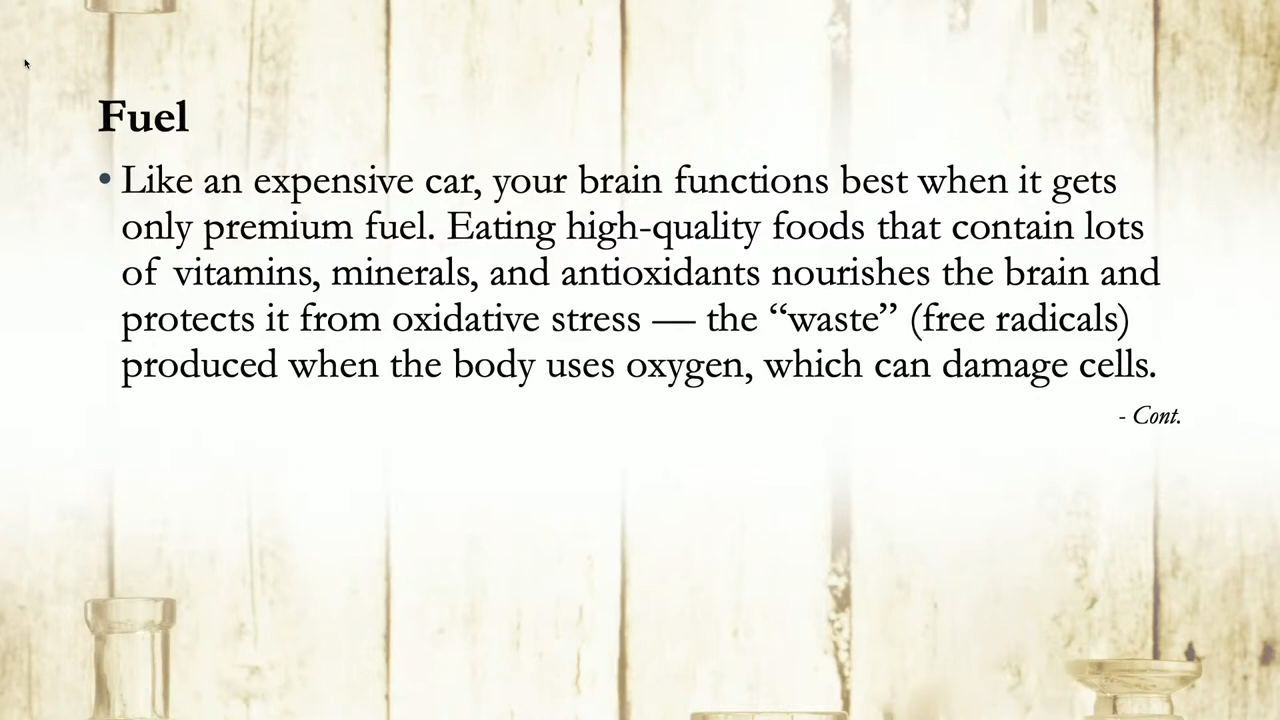 Fuel
• Like an expensive car, your brain functions best when it gets
only premium fuel. Eating high-quality foods that contain lots
of vitamins, minerals, and antioxidants nourishes the brain and
protects it from oxidative stress — the “waste” (free radicals)
produced when the body uses oxygen, which can damage cells.
- Cont.